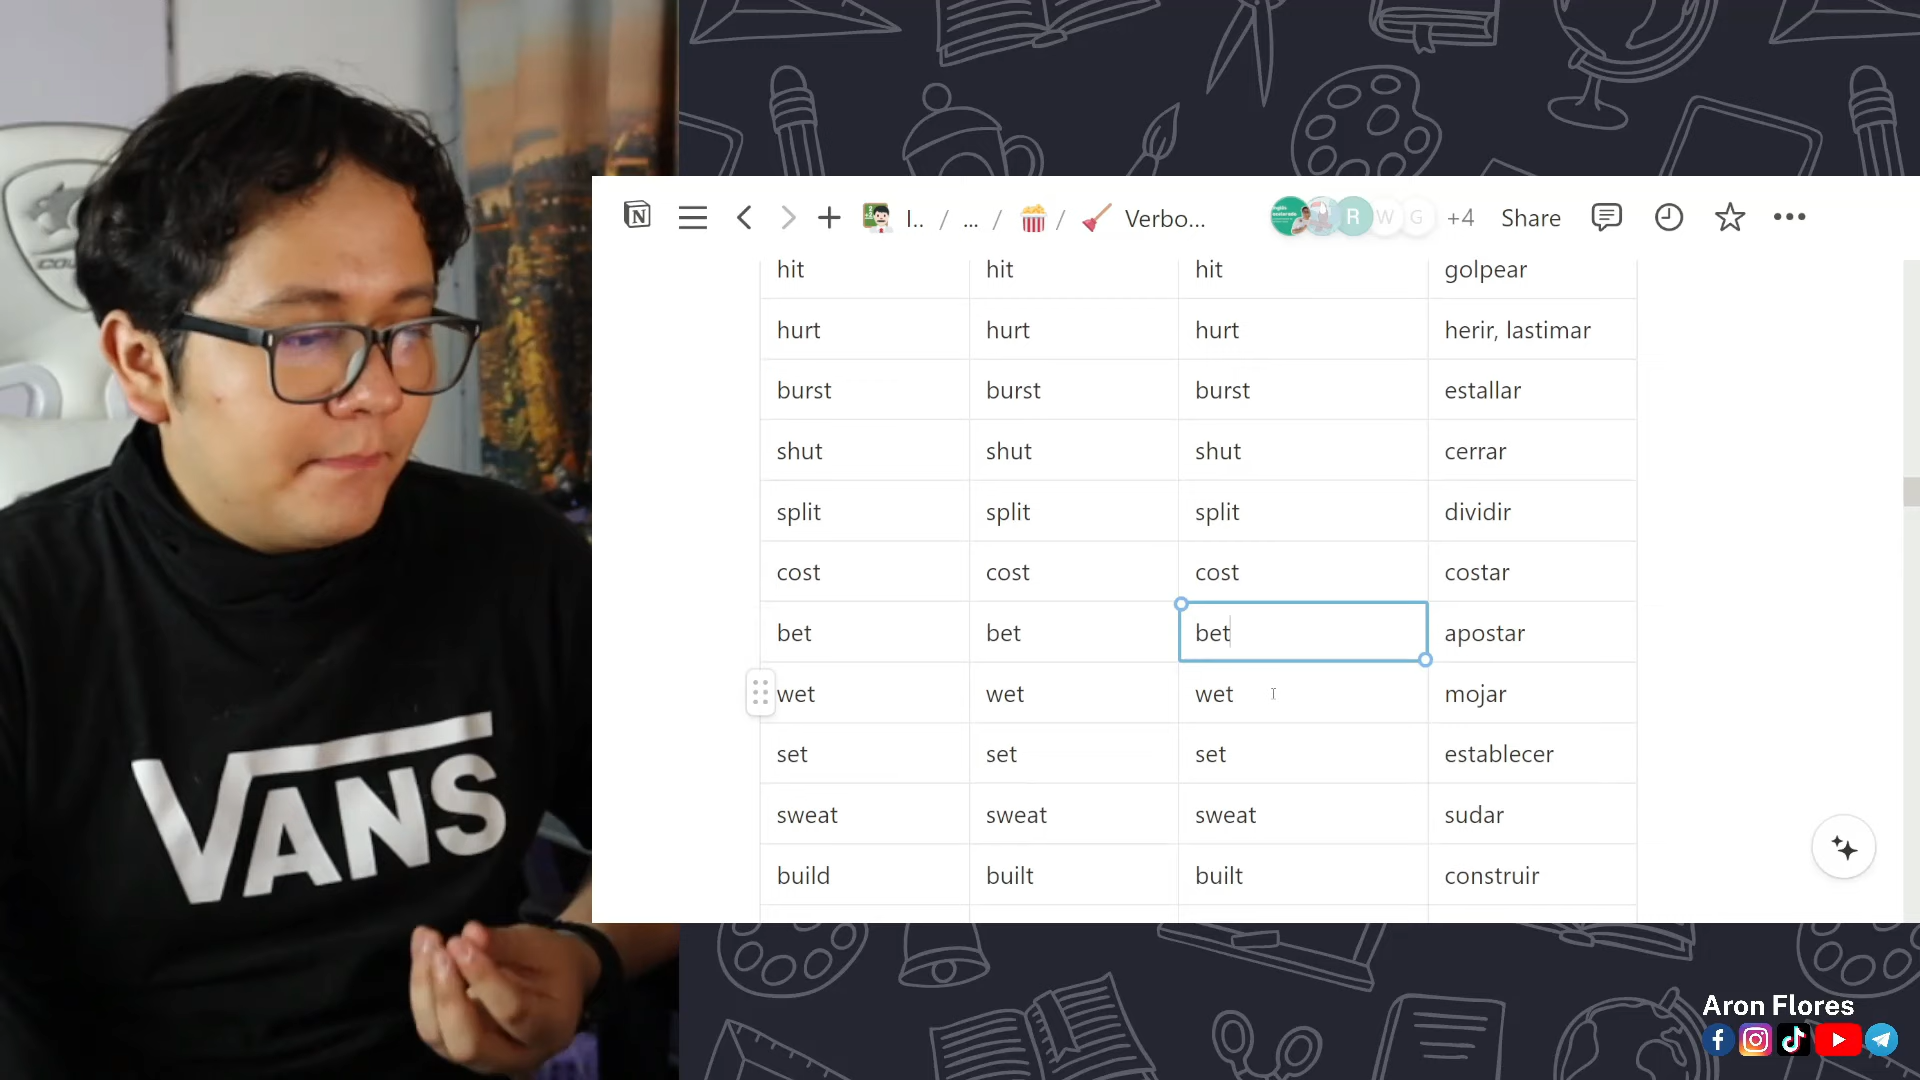 I.. / ... / / Verbo... R W G +4 Share
hit hit hit golpear
hurt hurt hurt herir, lastimar
burst burst burst estallar
shut shut shut cerrar
split split split dividir
cost cost cost costar
bet bet bet apostar
wet wet wet mojar
set set set establecer
sweat sweat sweat sudar
build built built construir
VANS
Aron Flores